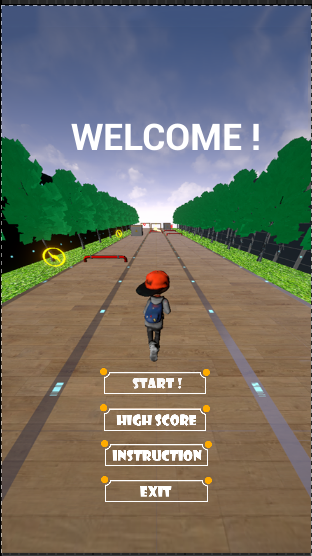 WELCOME !
START !
HIGH SCORE
INSTRUCTION
EXIT